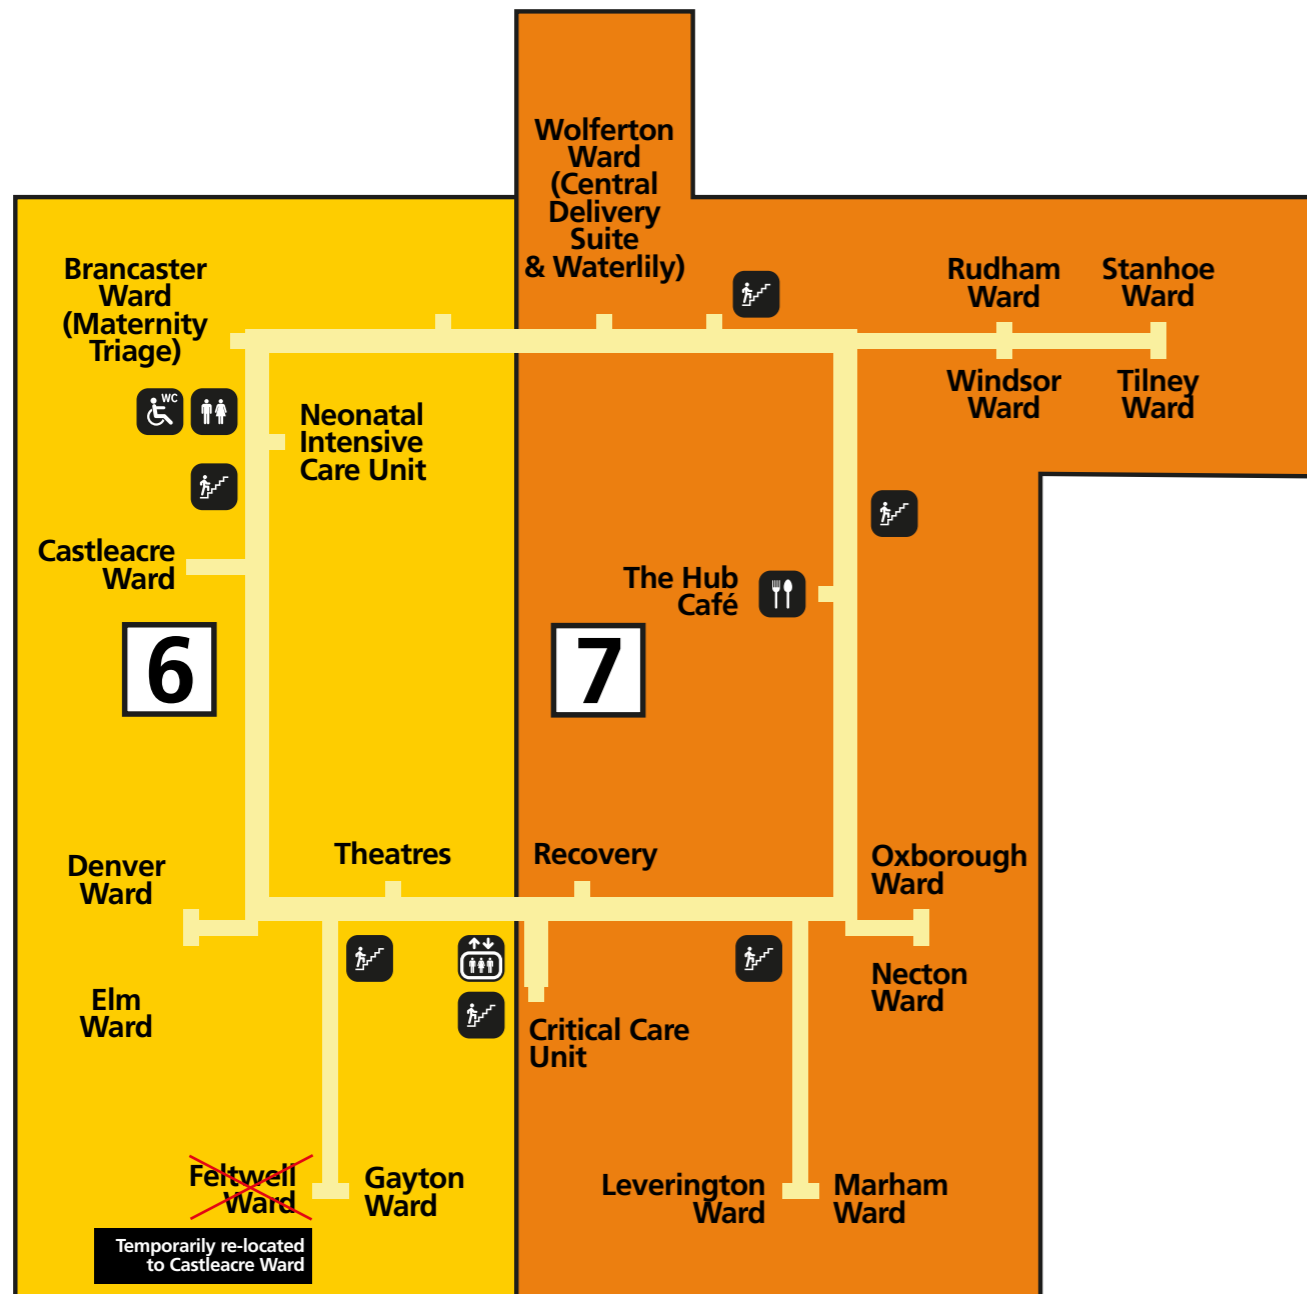 Wolferton
Ward
(Central
Delivery
Suite
& Waterlily)
Brancaster
Ward
(Maternity
Triage)
Rudham
Ward
Stanhoe
Ward
Windsor
Ward
Tilney
Ward
WC
Neonatal
Intensive
Care Unit
Castleacre
Ward
The Hub
Café
6
7
Denver
Ward
Theatres
Recovery
Oxborough
Ward
Elm
Ward
Necton
Ward
Critical Care
Unit
Feltwell
Ward
Gayton
Ward
Leverington
Ward
Marham
Ward
Temporarily re-located
to Castleacre Ward